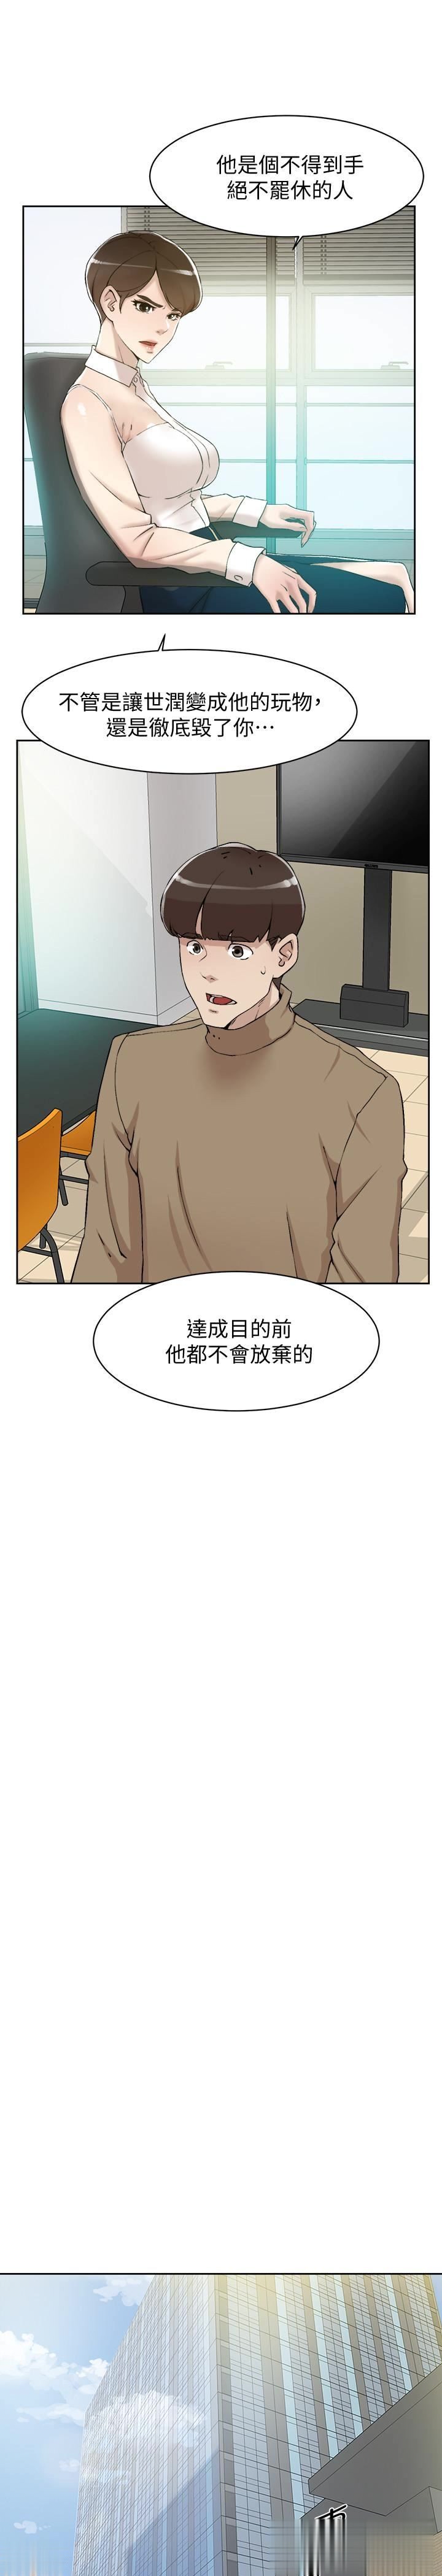 他是個不得到手
絕不罷休的人
不管是讓世潤變成他的玩物，
還是徹底毀了你…
達成目的前
他都不會放棄的